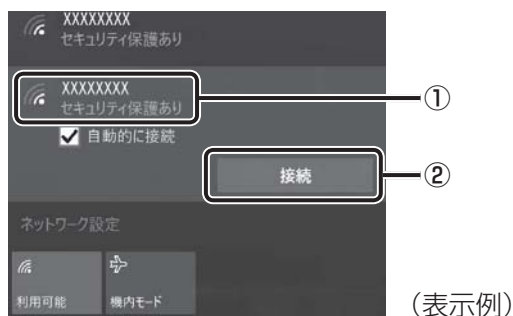 XXXXXXXX
セキュリティ保護あり
XXXXXXXX
セキュリティ保護あり
①
自動的に接続
接続
②
ネットワーク設定
利用可能
機内モード
（表示例）